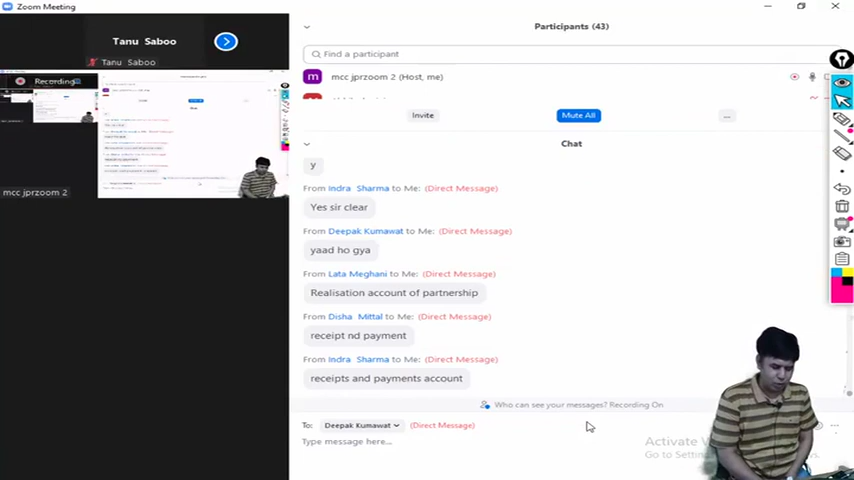 Zoom Meeting
Tanu Saboo
Tanu Saboo
Recording
mcc jprzoom 2
Participants (43)
Find a participant
m
mcc jprzoom 2 (Host, me)
Invite
Mute All
...
Chat
y
From Indra Sharma to Me: (Direct Message)
Yes sir clear
From Deepak Kumawat to Me: (Direct Message)
yaad ho gya
From Lata Meghani to Me: (Direct Message)
Realisation account of partnership
From Disha Mittal to Me: (Direct Message)
receipt nd payment
From Indra Sharma to Me: (Direct Message)
receipts and payments account
Who can see your messages? Recording On
To: Deepak Kumawat (Direct Message)
Type message here...
Activate
Go to